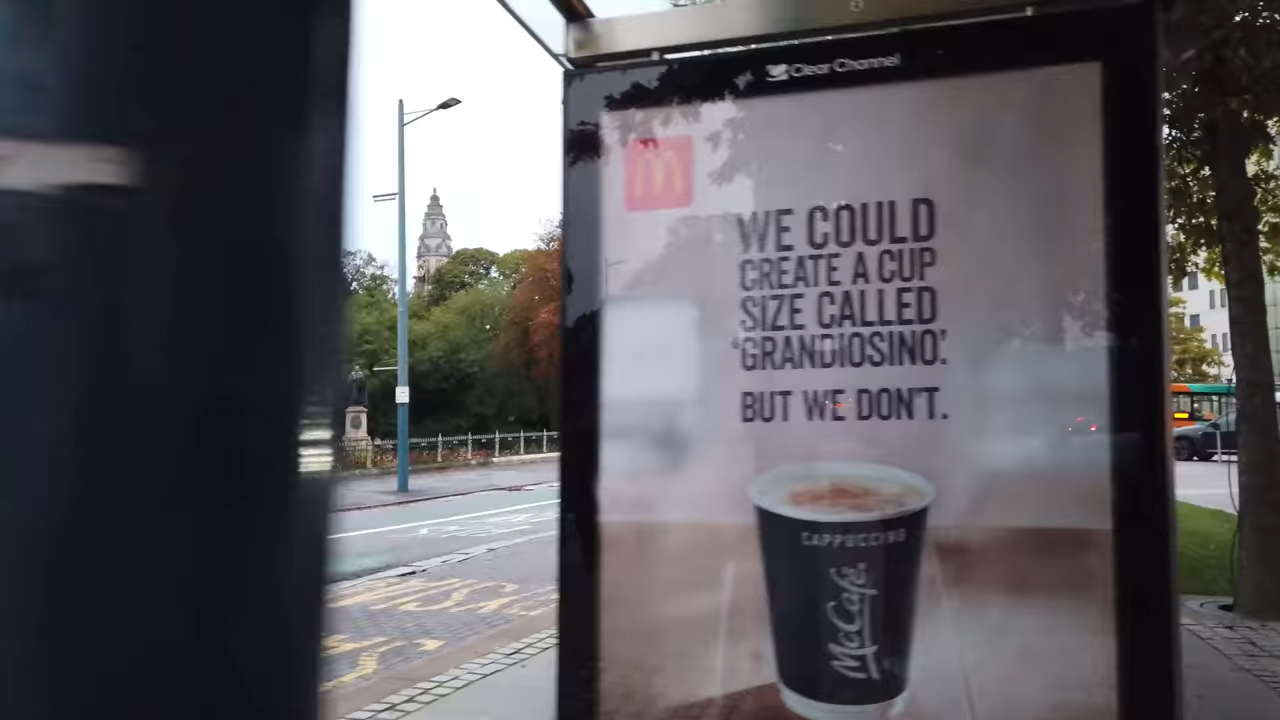 Clear Channel
WE COULD
CREATE A CUP
SIZE CALLED
‘GRANDIOSINO’.
BUT WE DON'T.
CAPPUCCINO
McCafé